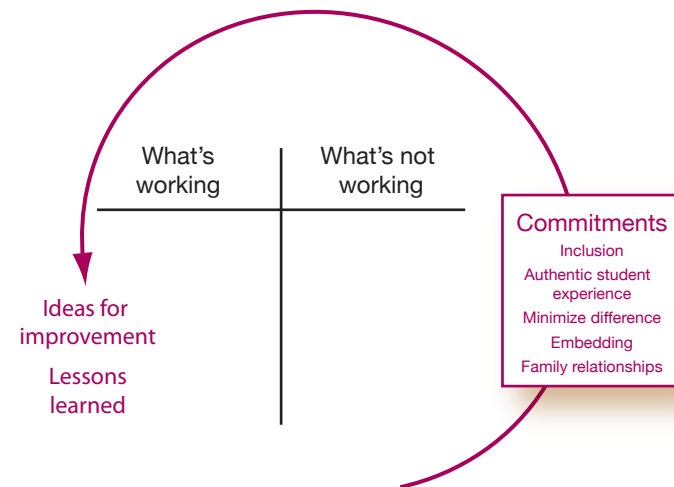 What's
working
What's not
working
Commitments
Inclusion
Authentic student
experience
Minimize difference
Embedding
Family relationships
Ideas for
improvement
Lessons
learned